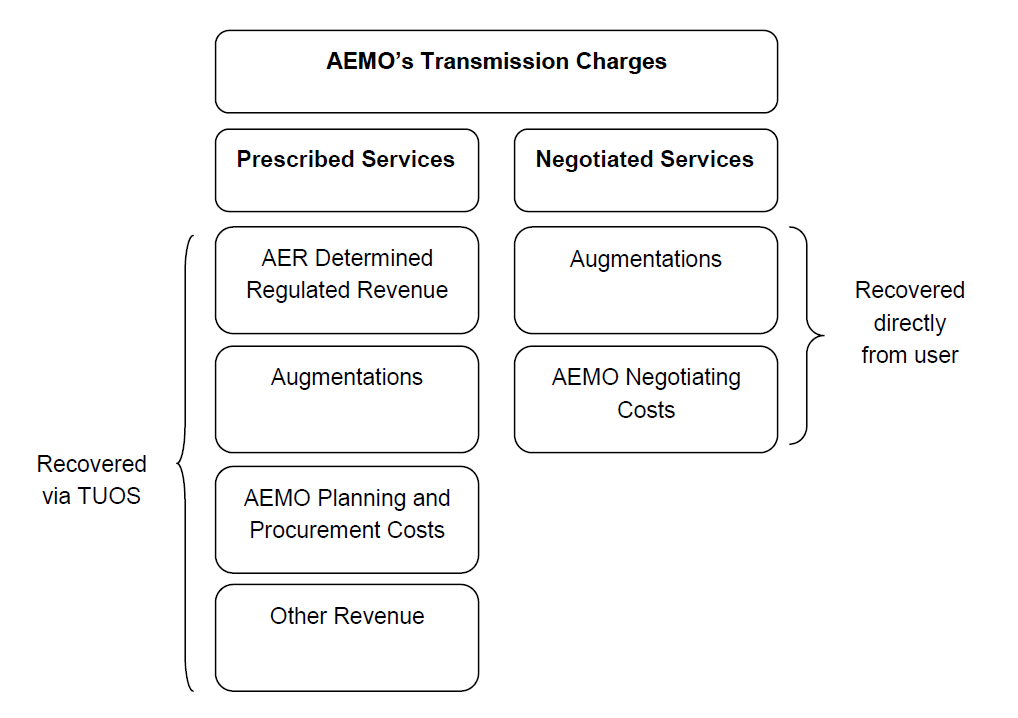 AEMO’s Transmission Charges
Prescribed Services
Negotiated Services
AER Determined
Regulated Revenue
Augmentations
AEMO Planning and
Procurement Costs
Other Revenue
Recovered
via TUOS
Augmentations
AEMO Negotiating
Costs
Recovered
directly
from user